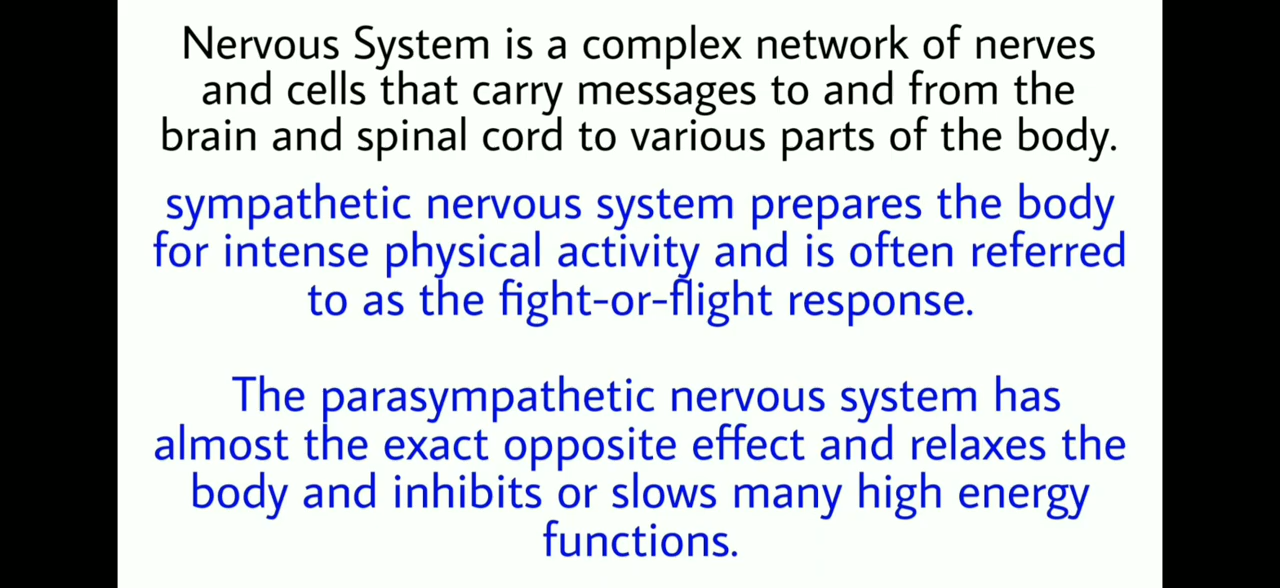 Nervous System is a complex network of nerves
and cells that carry messages to and from the
brain and spinal cord to various parts of the body.
sympathetic nervous system prepares the body
for intense physical activity and is often referred
to as the fight-or-flight response.
The parasympathetic nervous system has
almost the exact opposite effect and relaxes the
body and inhibits or slows many high energy
functions.